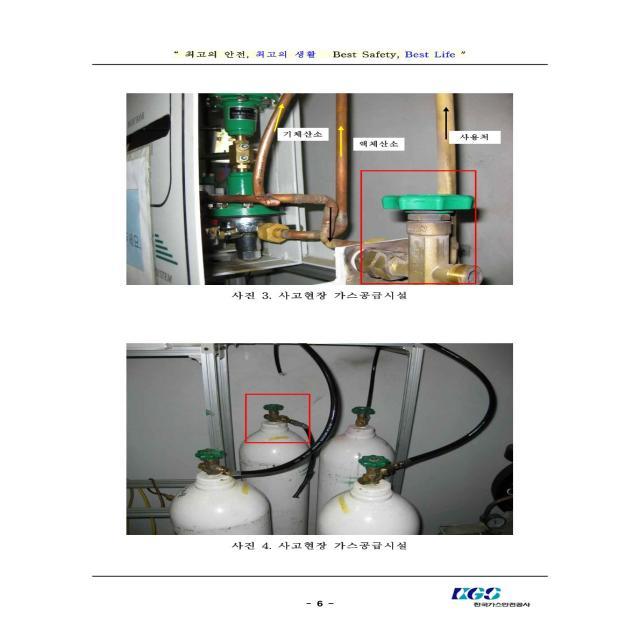 “ 최고의 안전, 최고의 생활  Best Safety, Best Life ”
기체산소
액체산소
사용처
사진 3. 사고현장 가스공급시설
사진 4. 사고현장 가스공급시설
- 6 -
KGS
한국가스안전공사